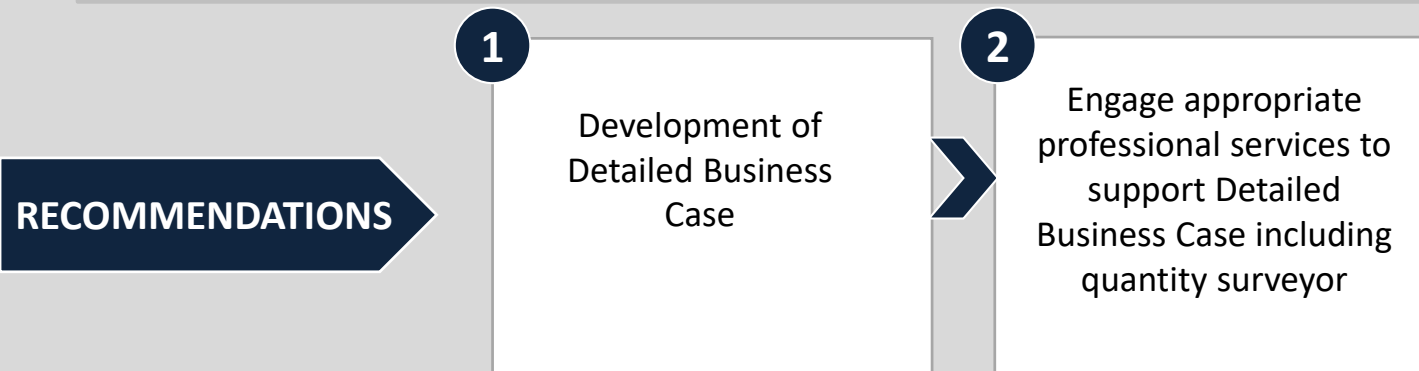 RECOMMENDATIONS
1
Development of
Detailed Business
Case
2
Engage appropriate
professional services to
support Detailed
Business Case including
quantity surveyor